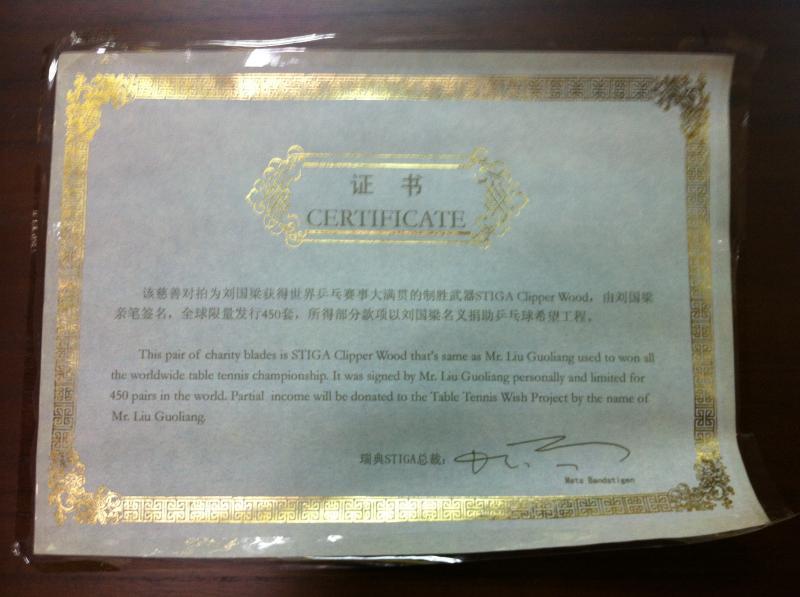 证 书
CERTIFICATE
该慈善对拍为刘国梁获得世界乒乓赛事大满贯的制胜武器STIGA Clipper Wood，由刘国梁
亲笔签名，全球限量发行450套，所得部分款项以刘国梁名义捐助乒乓球希望工程。
This pair of charity blades is STIGA Clipper Wood that's same as Mr. Liu Guoliang used to won all
the worldwide table tennis championship. It was signed by Mr. Liu Guoliang personally and limited for
450 pairs in the world. Partial income will be donated to the Table Tennis Wish Project by the name of
Mr. Liu Guoliang.
瑞典STIGA总裁：
Mats Bandstigen